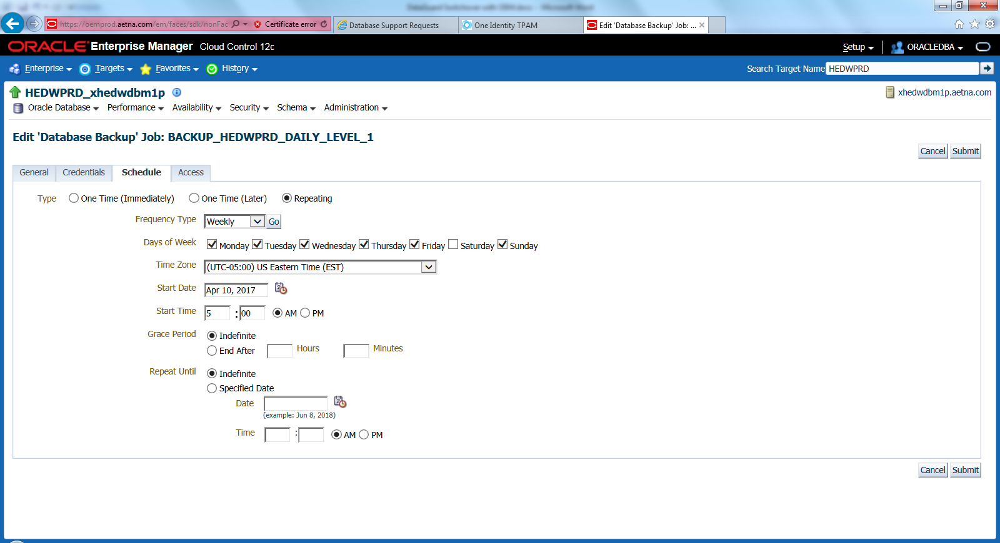 https://oemprod.aetna.com/em/faces/sdk/nonFac
Certificate error
Database Support Requests
One Identity TPAM
Edit 'Database Backup' Job: ...
ORACLE Enterprise Manager Cloud Control 12c
Setup
ORACLEDBA
Enterprise
Targets
Favorites
History
Search Target Name
HEDWPRD
HEDWPRD_xhedwdbm1p
xhedwdbm1p.aetna.com
Oracle Database
Performance
Availability
Security
Schema
Administration
Edit 'Database Backup' Job: BACKUP_HEDWPRD_DAILY_LEVEL_1
Cancel
Submit
General
Credentials
Schedule
Access
Type
One Time (Immediately)
One Time (Later)
Repeating
Frequency Type
Weekly
Go
Days of Week
Monday
Tuesday
Wednesday
Thursday
Friday
Saturday
Sunday
Time Zone
(UTC-05:00) US Eastern Time (EST)
Start Date
Apr 10, 2017
Start Time
5
:
00
AM
PM
Grace Period
Indefinite
End After
Hours
Minutes
Repeat Until
Indefinite
Specified Date
Date
(example: Jun 8, 2018)
Time
:
AM
PM
Cancel
Submit